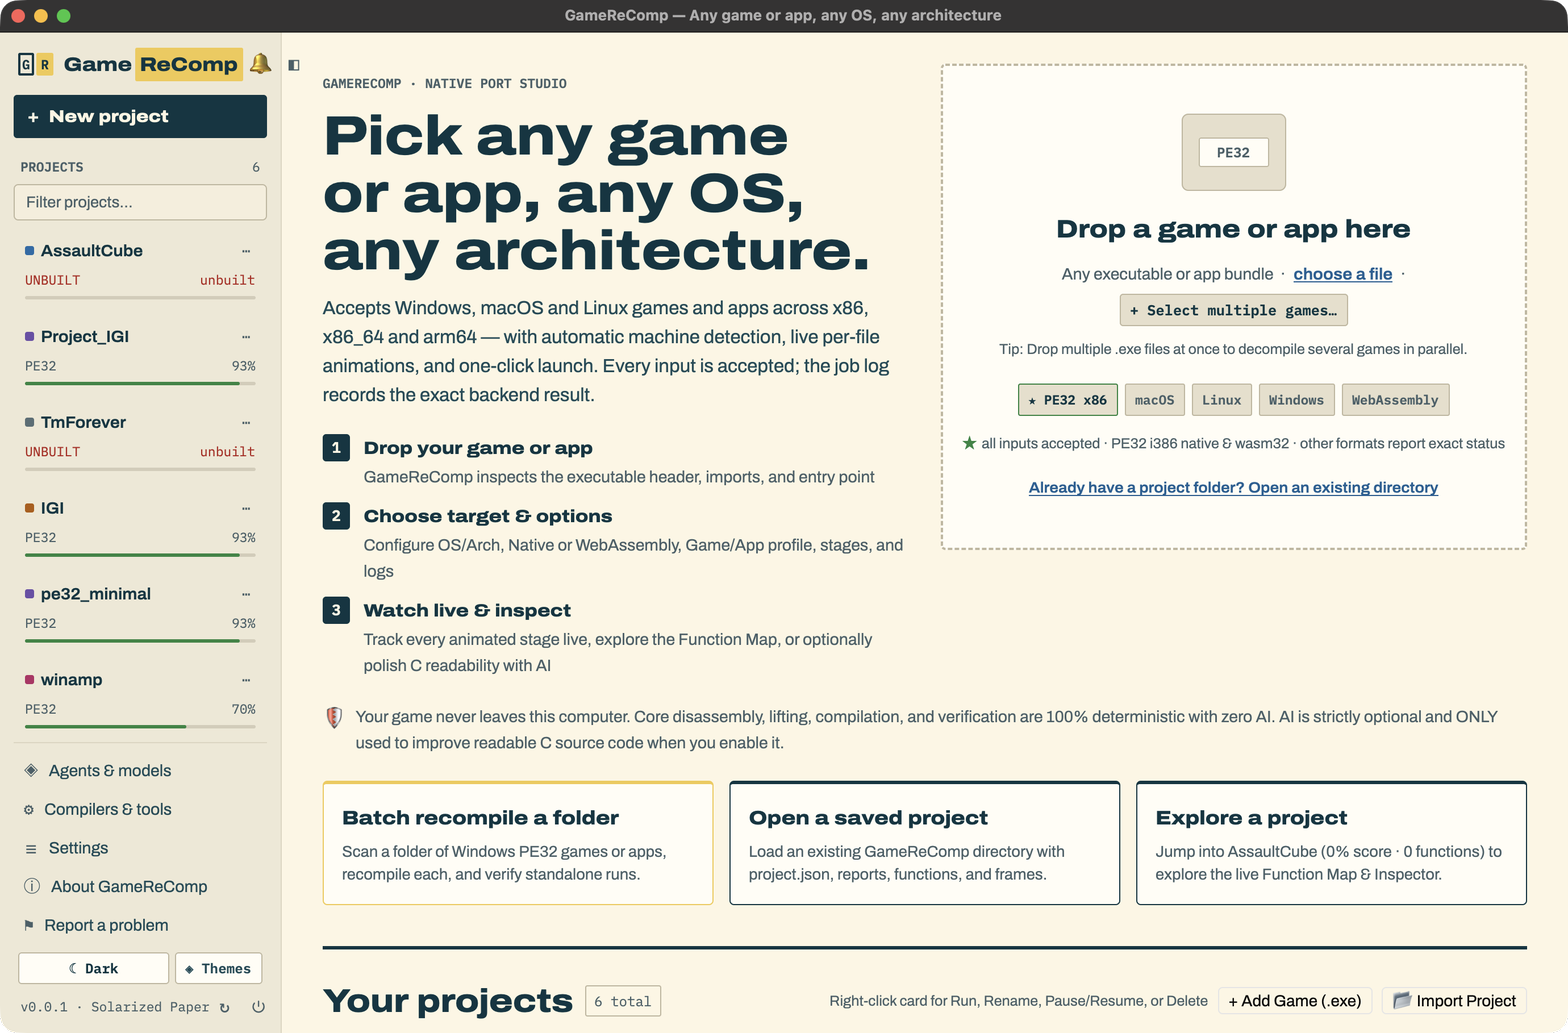 GameReComp — Any game or app, any OS, any architecture
G R Game ReComp
+ New project
PROJECTS 6
Filter projects...
AssaultCube ...
UNBUILT unbuilt
Project_IGI ...
PE32 93%
TmForever ...
UNBUILT unbuilt
IGI ...
PE32 93%
pe32_minimal ...
PE32 93%
winamp ...
PE32 70%
Agents & models
Compilers & tools
Settings
About GameReComp
Report a problem
Dark
Themes
v0.0.1 · Solarized Paper
GAMERECOMP · NATIVE PORT STUDIO
Pick any game
or app, any OS,
any architecture.
Accepts Windows, macOS and Linux games and apps across x86,
x86_64 and arm64 — with automatic machine detection, live per-file
animations, and one-click launch. Every input is accepted; the job log
records the exact backend result.
1 Drop your game or app
GameReComp inspects the executable header, imports, and entry point
2 Choose target & options
Configure OS/Arch, Native or WebAssembly, Game/App profile, stages, and
logs
3 Watch live & inspect
Track every animated stage live, explore the Function Map, or optionally
polish C readability with AI
PE32
Drop a game or app here
Any executable or app bundle · choose a file ·
+ Select multiple games…
Tip: Drop multiple .exe files at once to decompile several games in parallel.
★ PE32 x86 macOS Linux Windows WebAssembly
★ all inputs accepted · PE32 i386 native & wasm32 · other formats report exact status
Already have a project folder? Open an existing directory
Your game never leaves this computer. Core disassembly, lifting, compilation, and verification are 100% deterministic with zero AI. AI is strictly optional and ONLY
used to improve readable C source code when you enable it.
Batch recompile a folder
Scan a folder of Windows PE32 games or apps,
recompile each, and verify standalone runs.
Open a saved project
Load an existing GameReComp directory with
project.json, reports, functions, and frames.
Explore a project
Jump into AssaultCube (0% score · 0 functions) to
explore the live Function Map & Inspector.
Your projects 6 total
Right-click card for Run, Rename, Pause/Resume, or Delete + Add Game (.exe) Import Project